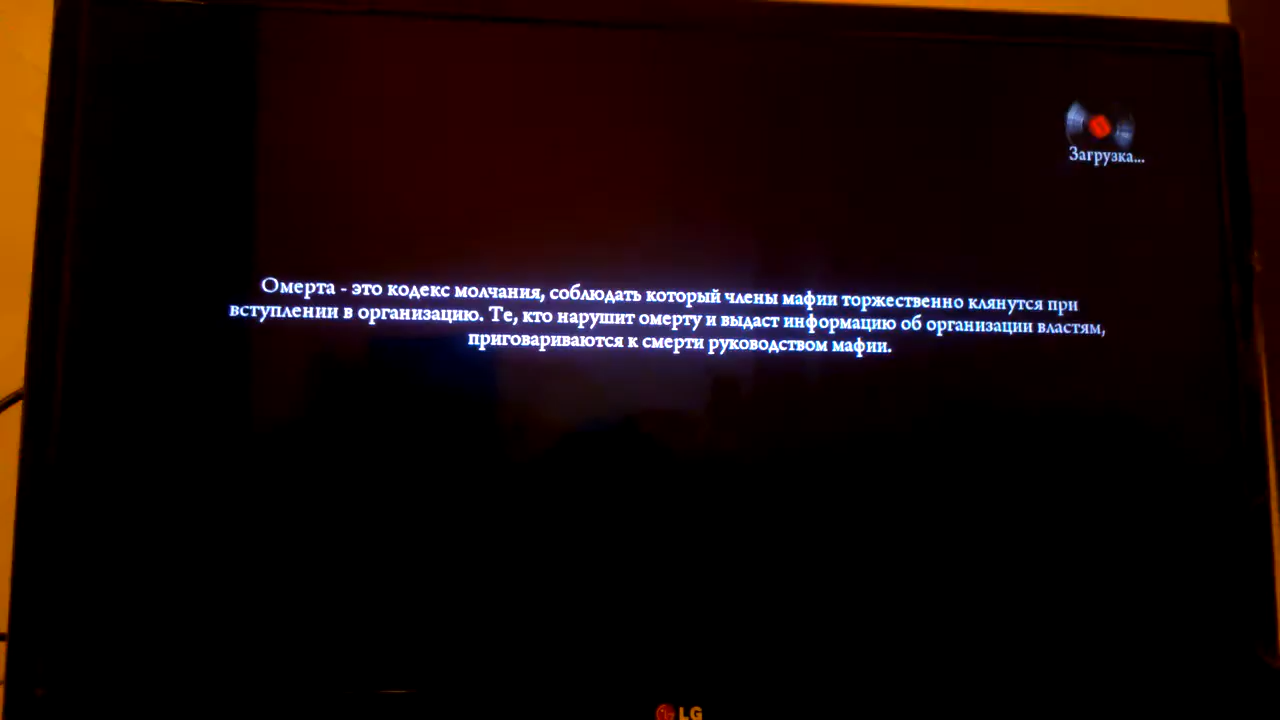 Загрузка...
Омерта - это кодекс молчания, соблюдать который члены мафии торжественно клянутся при
вступлении в организацию. Те, кто нарушит омерту и выдаст информацию об организации властям,
приговариваются к смерти руководством мафии.
LG